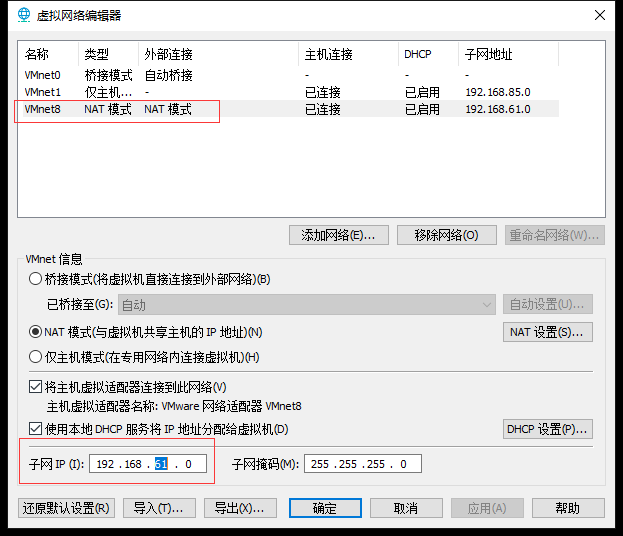 虚拟网络编辑器
名称 类型 外部连接 主机连接 DHCP 子网地址
VMnet0 桥接模式 自动桥接 - - -
VMnet1 仅主机... - 已连接 已启用 192.168.85.0
VMnet8 NAT 模式 NAT 模式 已连接 已启用 192.168.61.0
添加网络(E)... 移除网络(O) 重命名网络(W)...
VMnet 信息
桥接模式(将虚拟机直接连接到外部网络)(B)
已桥接至(G): 自动 自动设置(U)...
NAT 模式(与虚拟机共享主机的 IP 地址)(N) NAT 设置(S)...
仅主机模式(在专用网络内连接虚拟机)(H)
将主机虚拟适配器连接到此网络(V)
主机虚拟适配器名称: VMware 网络适配器 VMnet8
使用本地 DHCP 服务将 IP 地址分配给虚拟机(D) DHCP 设置(P)...
子网 IP (I): 192 .168 . 61 . 0 子网掩码(M): 255 .255 .255 . 0
还原默认设置(R) 导入(T)... 导出(X)... 确定 取消 应用(A) 帮助